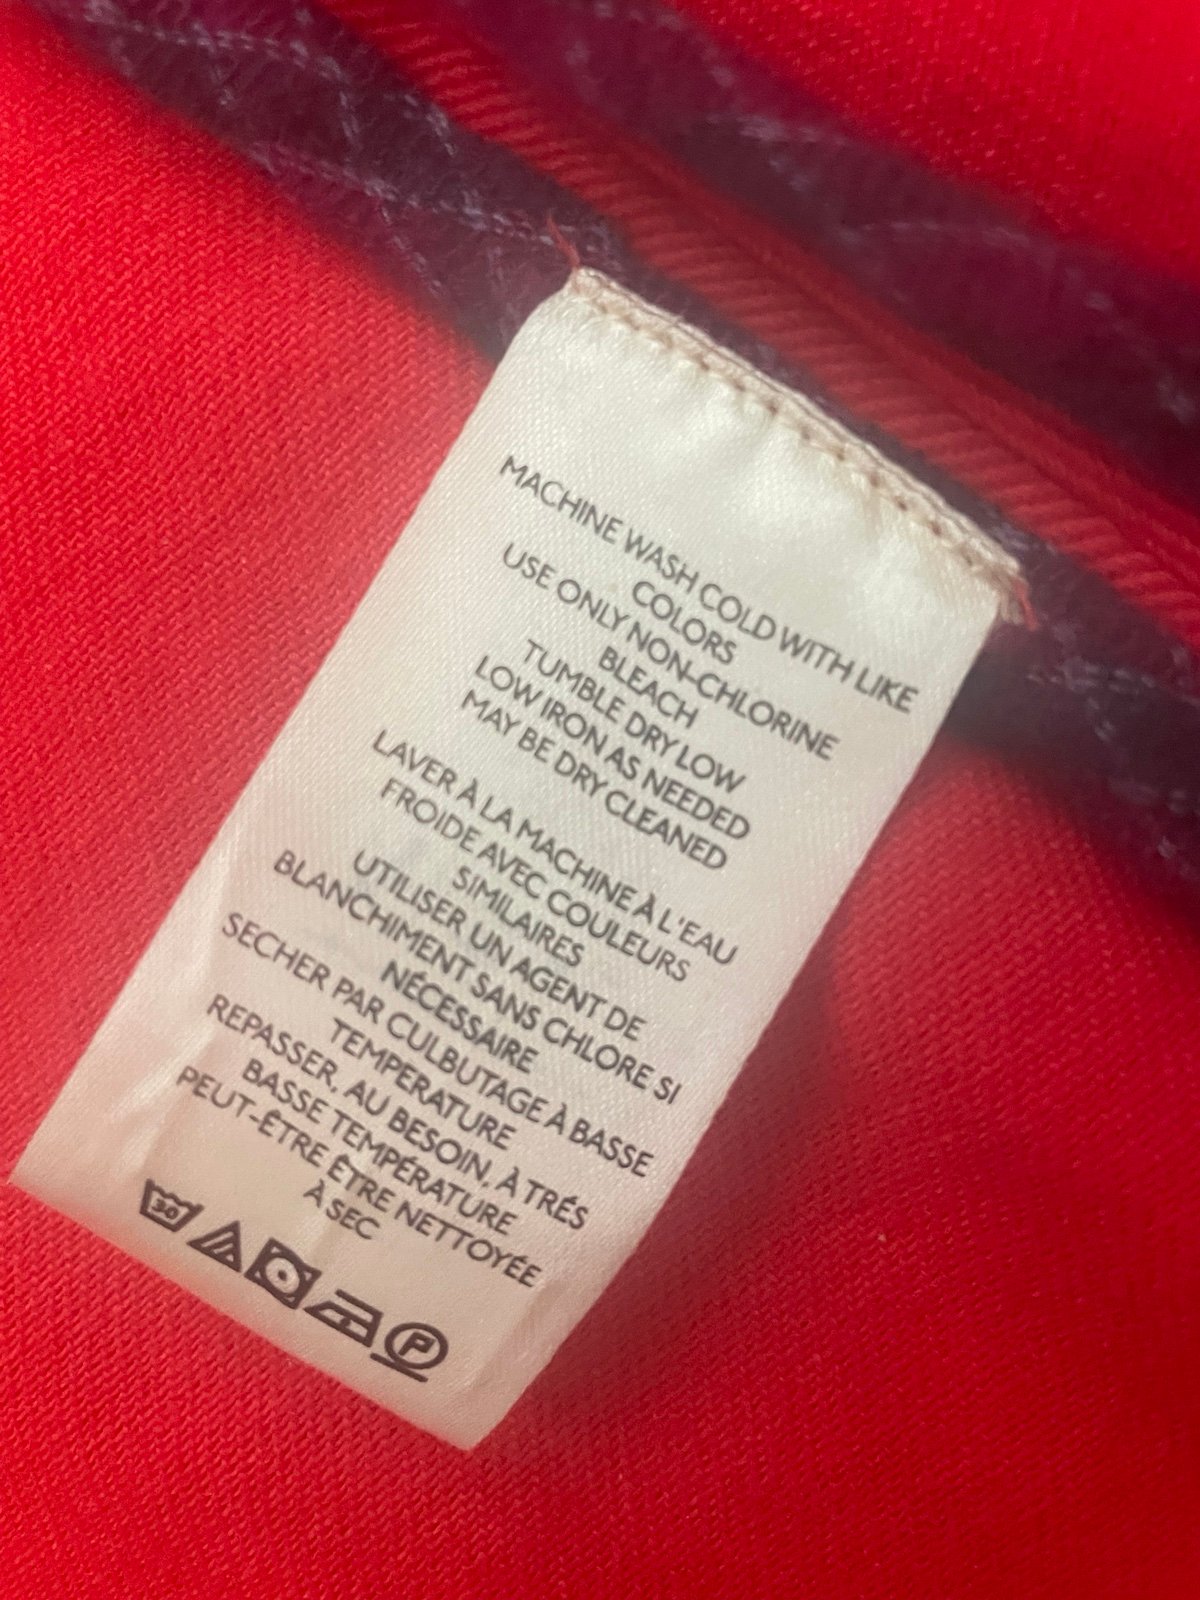 MACHINE WASH COLD WITH LIKE
COLORS
USE ONLY NON-CHLORINE
BLEACH
TUMBLE DRY LOW
LOW IRON AS NEEDED
MAY BE DRY CLEANED
LAVER À LA MACHINE À L'EAU
FROIDE AVEC COULEURS
SIMILAIRES
UTILISER UN AGENT DE
BLANCHIMENT SANS CHLORE SI
NÉCESSAIRE
SECHER PAR CULBUTAGE À BASSE
TEMPERATURE
REPASSER, AU BESOIN, À TRÉS
BASSE TEMPÉRATURE
PEUT-ÊTRE ÊTRE NETTOYÉE
À SEC
30 P